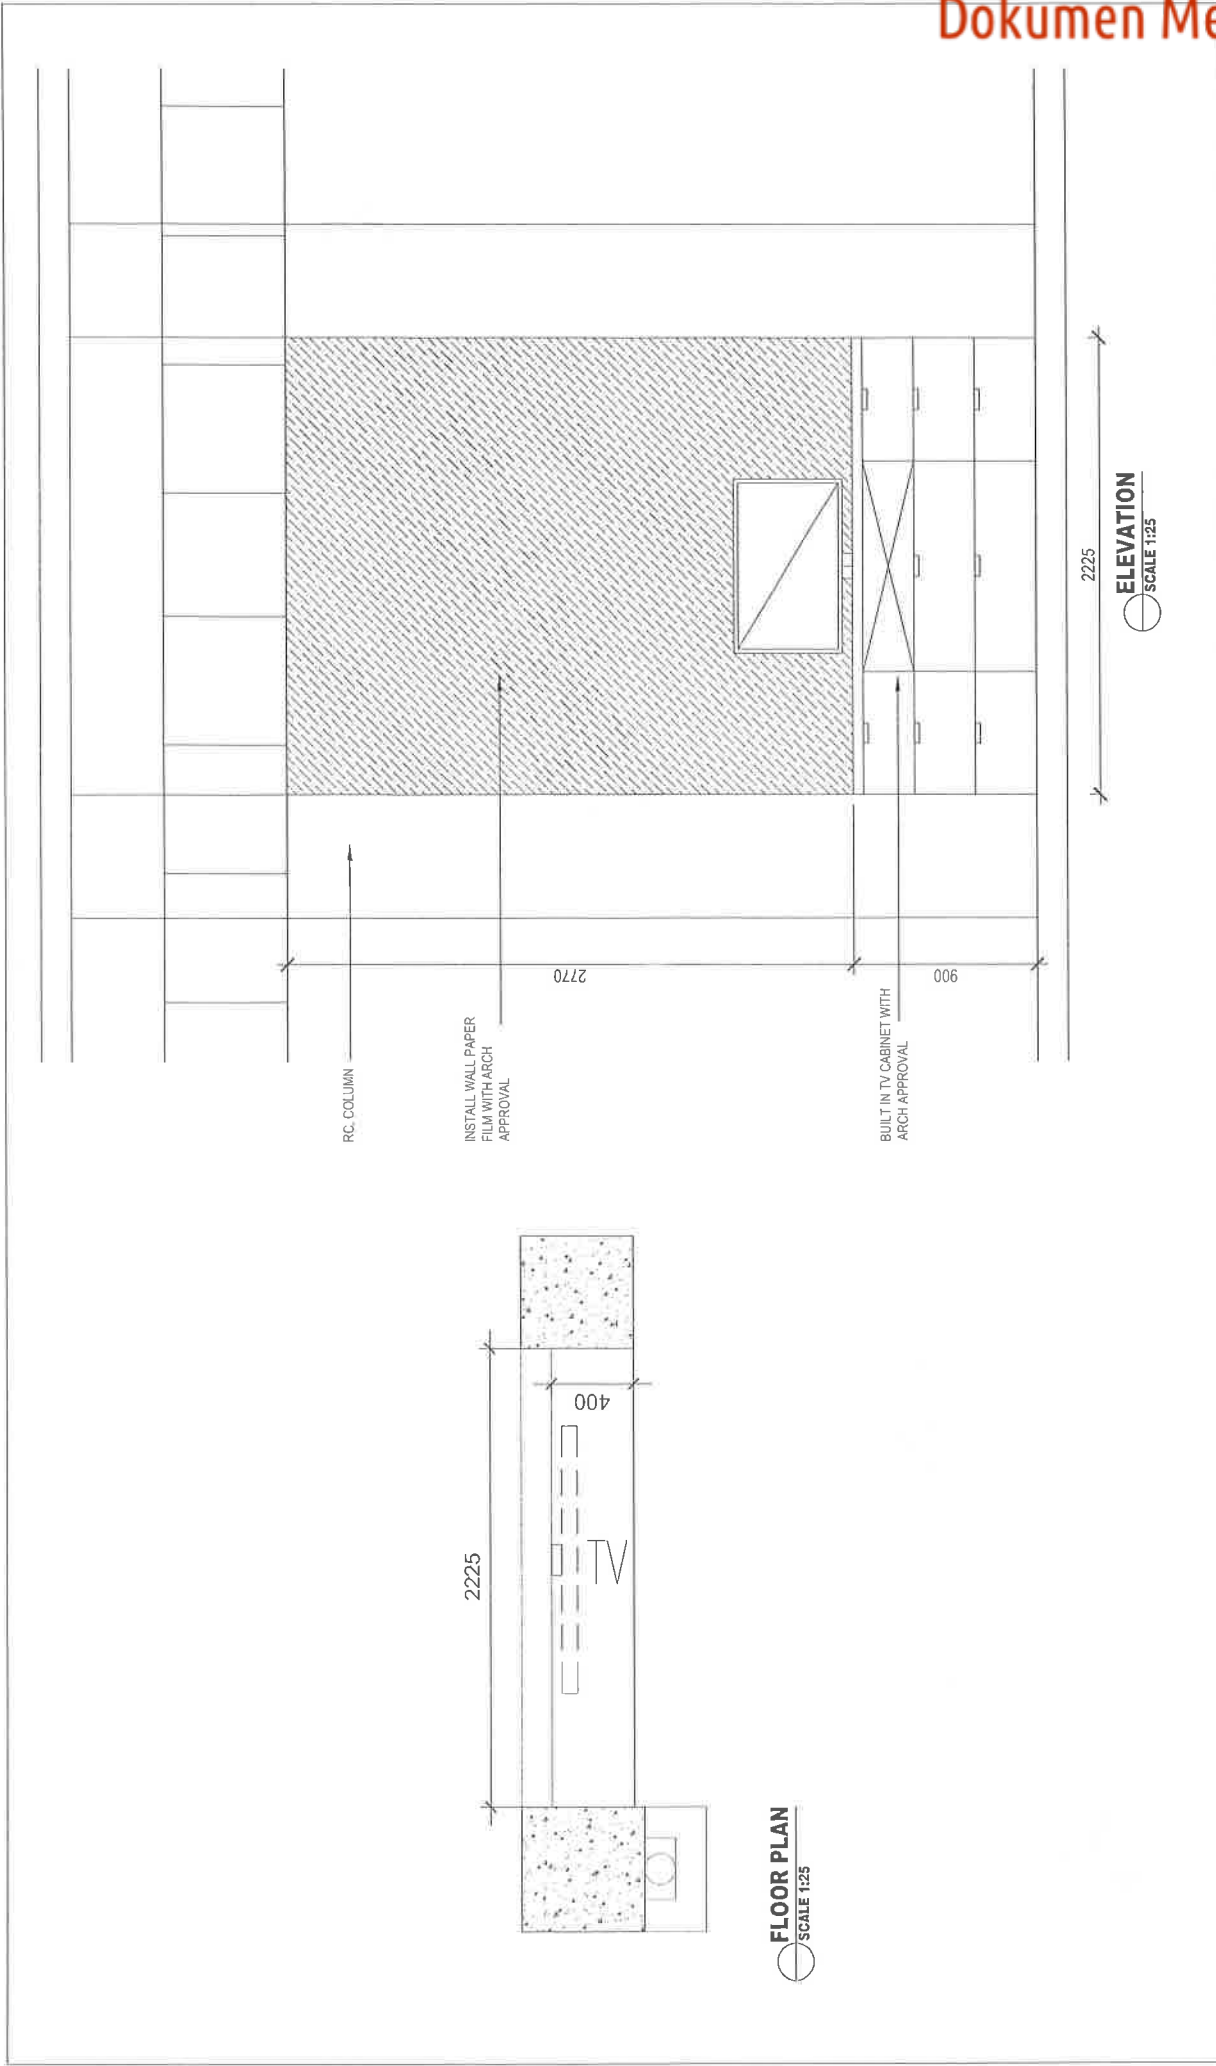 Dokumen Me
RC. COLUMN
INSTALL WALL PAPER
FILM WITH ARCH
APPROVAL
BUILT IN TV CABINET WITH
ARCH APPROVAL
2770
900
2225
ELEVATION
SCALE 1:25
2225
400
TV
FLOOR PLAN
SCALE 1:25